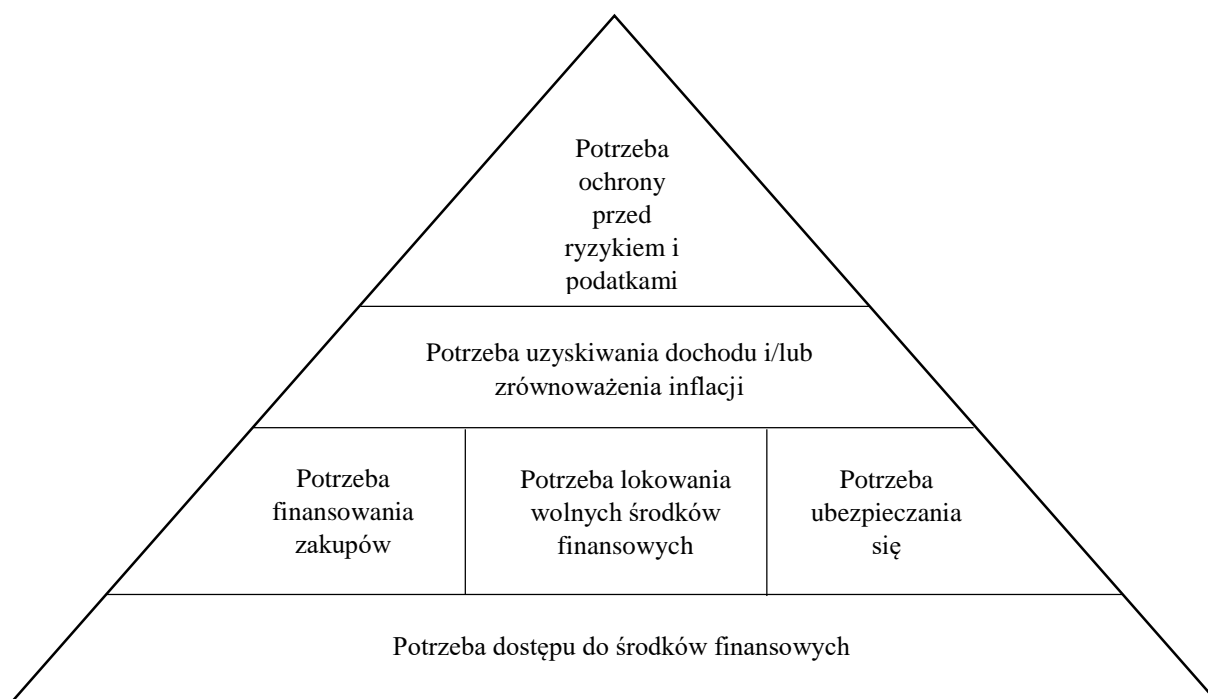 Potrzeba
ochrony
przed
ryzykiem i
podatkami
Potrzeba uzyskiwania dochodu i/lub
zrównoważenia inflacji
Potrzeba
finansowania
zakupów
Potrzeba lokowania
wolnych środków
finansowych
Potrzeba
ubezpieczania
się
Potrzeba dostępu do środków finansowych